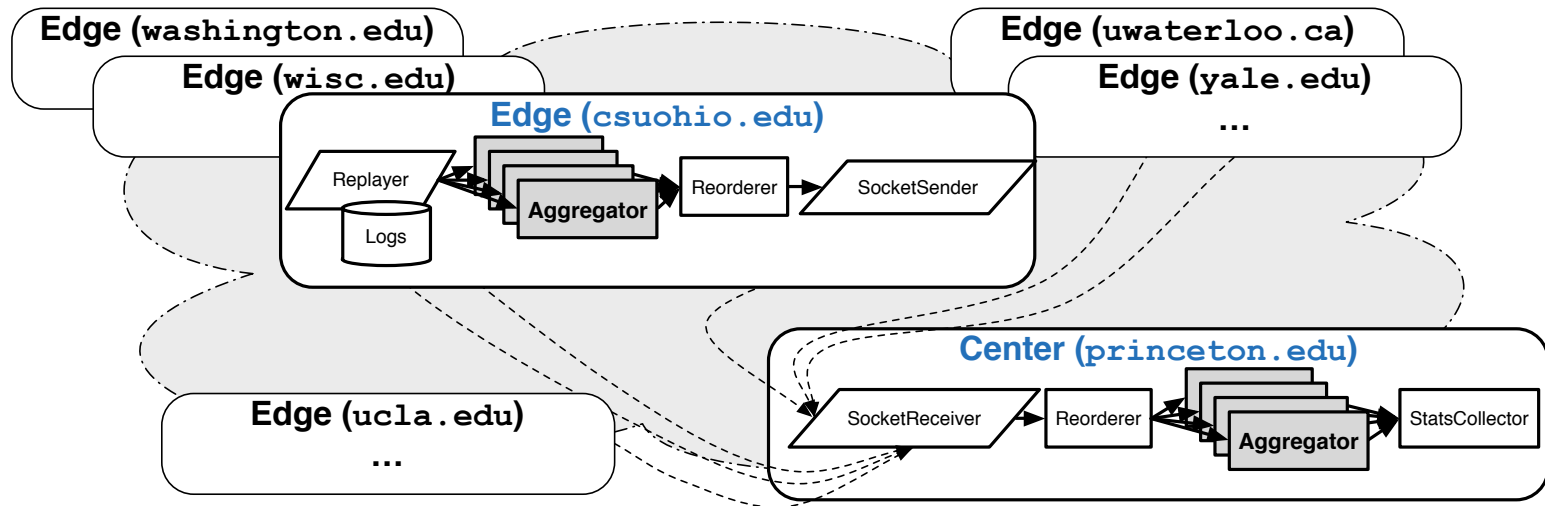 Edge (washington.edu)
Edge (wisc.edu)
Edge (uwaterloo.ca)
Edge (yale.edu)
...
Edge (csuohio.edu)
Replayer
Logs
Aggregator
Reorderer
SocketSender
Edge (ucla.edu)
...
Center (princeton.edu)
SocketReceiver
Reorderer
Aggregator
StatsCollector